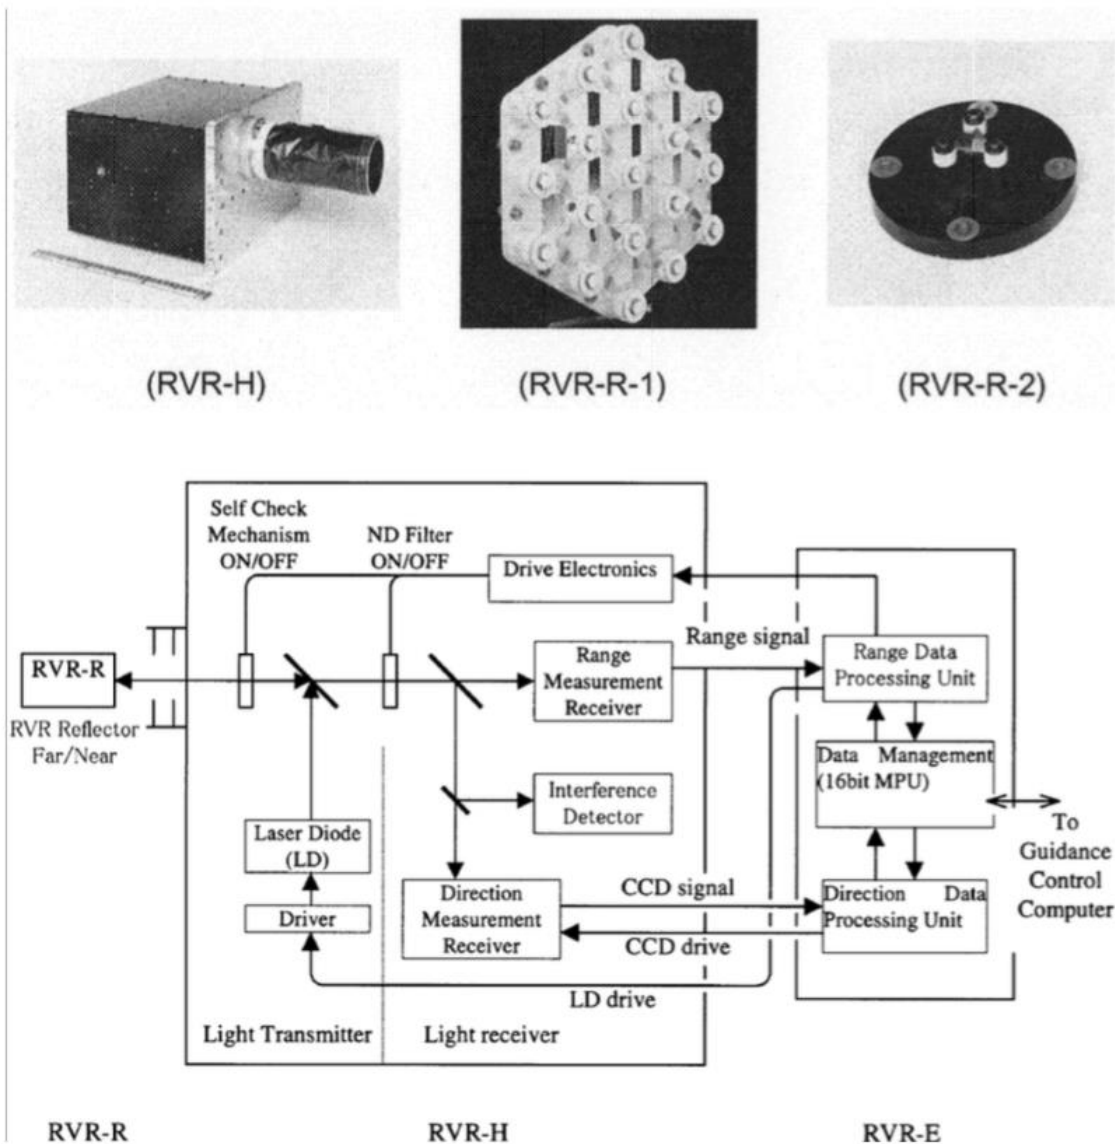 (RVR-H)
(RVR-R-1)
(RVR-R-2)
Self Check
Mechanism
ON/OFF
ND Filter
ON/OFF
Drive Electronics
Range signal
RVR-R
RVR Reflector
Far/Near
Range
Measurement
Receiver
Range Data
Processing Unit
Data Management
(16bit MPU)
Interference
Detector
To
Guidance
Control
Computer
Laser Diode
(LD)
Driver
Direction
Measurement
Receiver
CCD signal
CCD drive
Direction Data
Processing Unit
LD drive
Light Transmitter
Light receiver
RVR-R
RVR-H
RVR-E